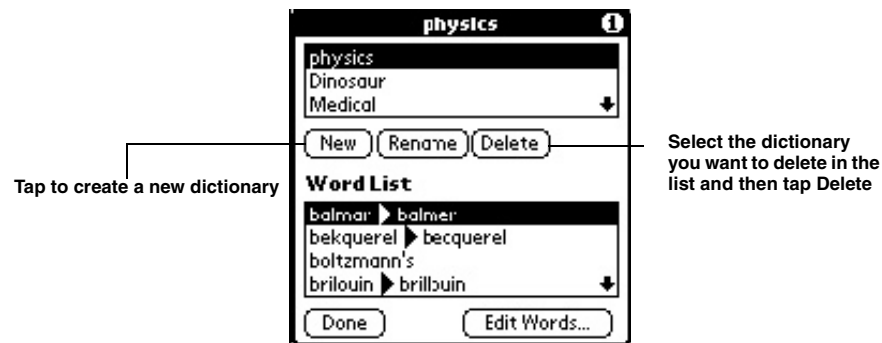 physics
physics
Dinosaur
Medical
New Rename Delete
Tap to create a new dictionary
Select the dictionary
you want to delete in the
list and then tap Delete
Word List
balmar balmer
bekquerel becquerel
boltzmann's
brilouin brillouin
Done Edit Words...